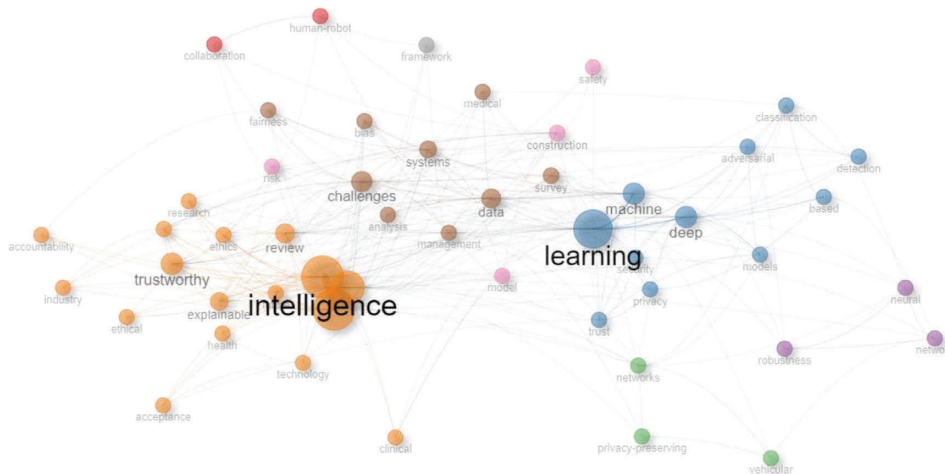 human-robot
collaboration
framework
safety
medical
classification
fairness
bias
construction
adversarial
systems
detection
risk
challenges
survey
research
data
machine
based
analysis
accountability
ethics
review
management
deep
learning
trustworthy
security
models
model
industry
explainable
intelligence
privacy
neural
ethical
trust
health
robustness
network
technology
networks
acceptance
clinical
privacy-preserving
vehicular